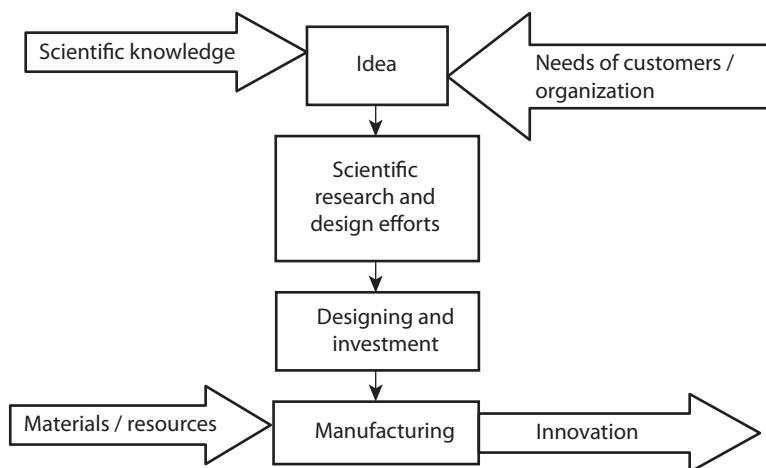 Scientific knowledge
Idea
Needs of customers /
organization
Scientific
research and
design efforts
Designing and
investment
Materials / resources
Manufacturing
Innovation